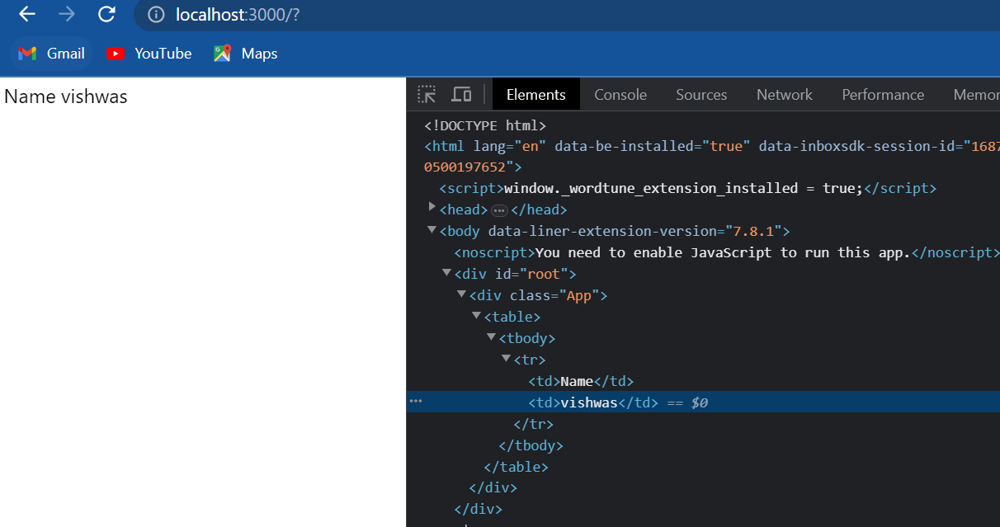 localhost:3000/?
Gmail YouTube Maps
Name vishwas
Elements Console Sources Network Performance Memor
<!DOCTYPE html>
<html lang="en" data-be-installed="true" data-inboxsdk-session-id="1687
0500197652">
<script>window._wordtune_extension_installed = true;</script>
<head>…</head>
<body data-liner-extension-version="7.8.1">
<noscript>You need to enable JavaScript to run this app.</noscript>
<div id="root">
<div class="App">
<table>
<tbody>
<tr>
<td>Name</td>
<td>vishwas</td> == $0
</tr>
</tbody>
</table>
</div>
</div>